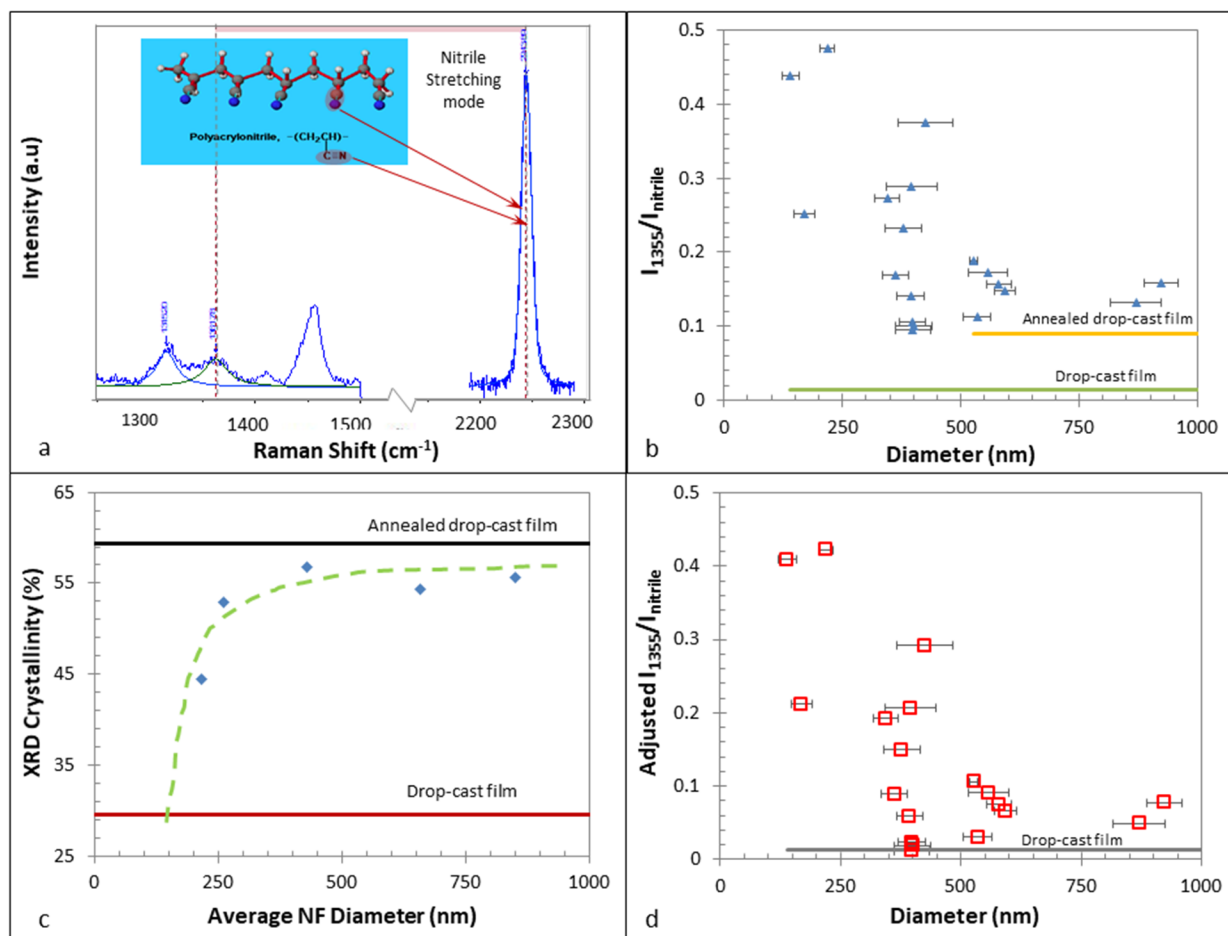 Nitrile
Stretching
mode
Polyacrylonitrile, –(CH2CH)–
C≡N
Intensity (a.u)
1300
1400
1500
2200
2300
Raman Shift (cm-1)
a
0.5
0.4
0.3
0.2
0.1
0
I1355/Initrile
Annealed drop-cast film
Drop-cast film
0
250
500
750
1000
Diameter (nm)
b
65
55
45
35
25
XRD Crystallinity (%)
Annealed drop-cast film
Drop-cast film
0
250
500
750
1000
Average NF Diameter (nm)
c
0.5
0.4
0.3
0.2
0.1
0
Adjusted I1355/Initrile
Drop-cast film
0
250
500
750
1000
Diameter (nm)
d